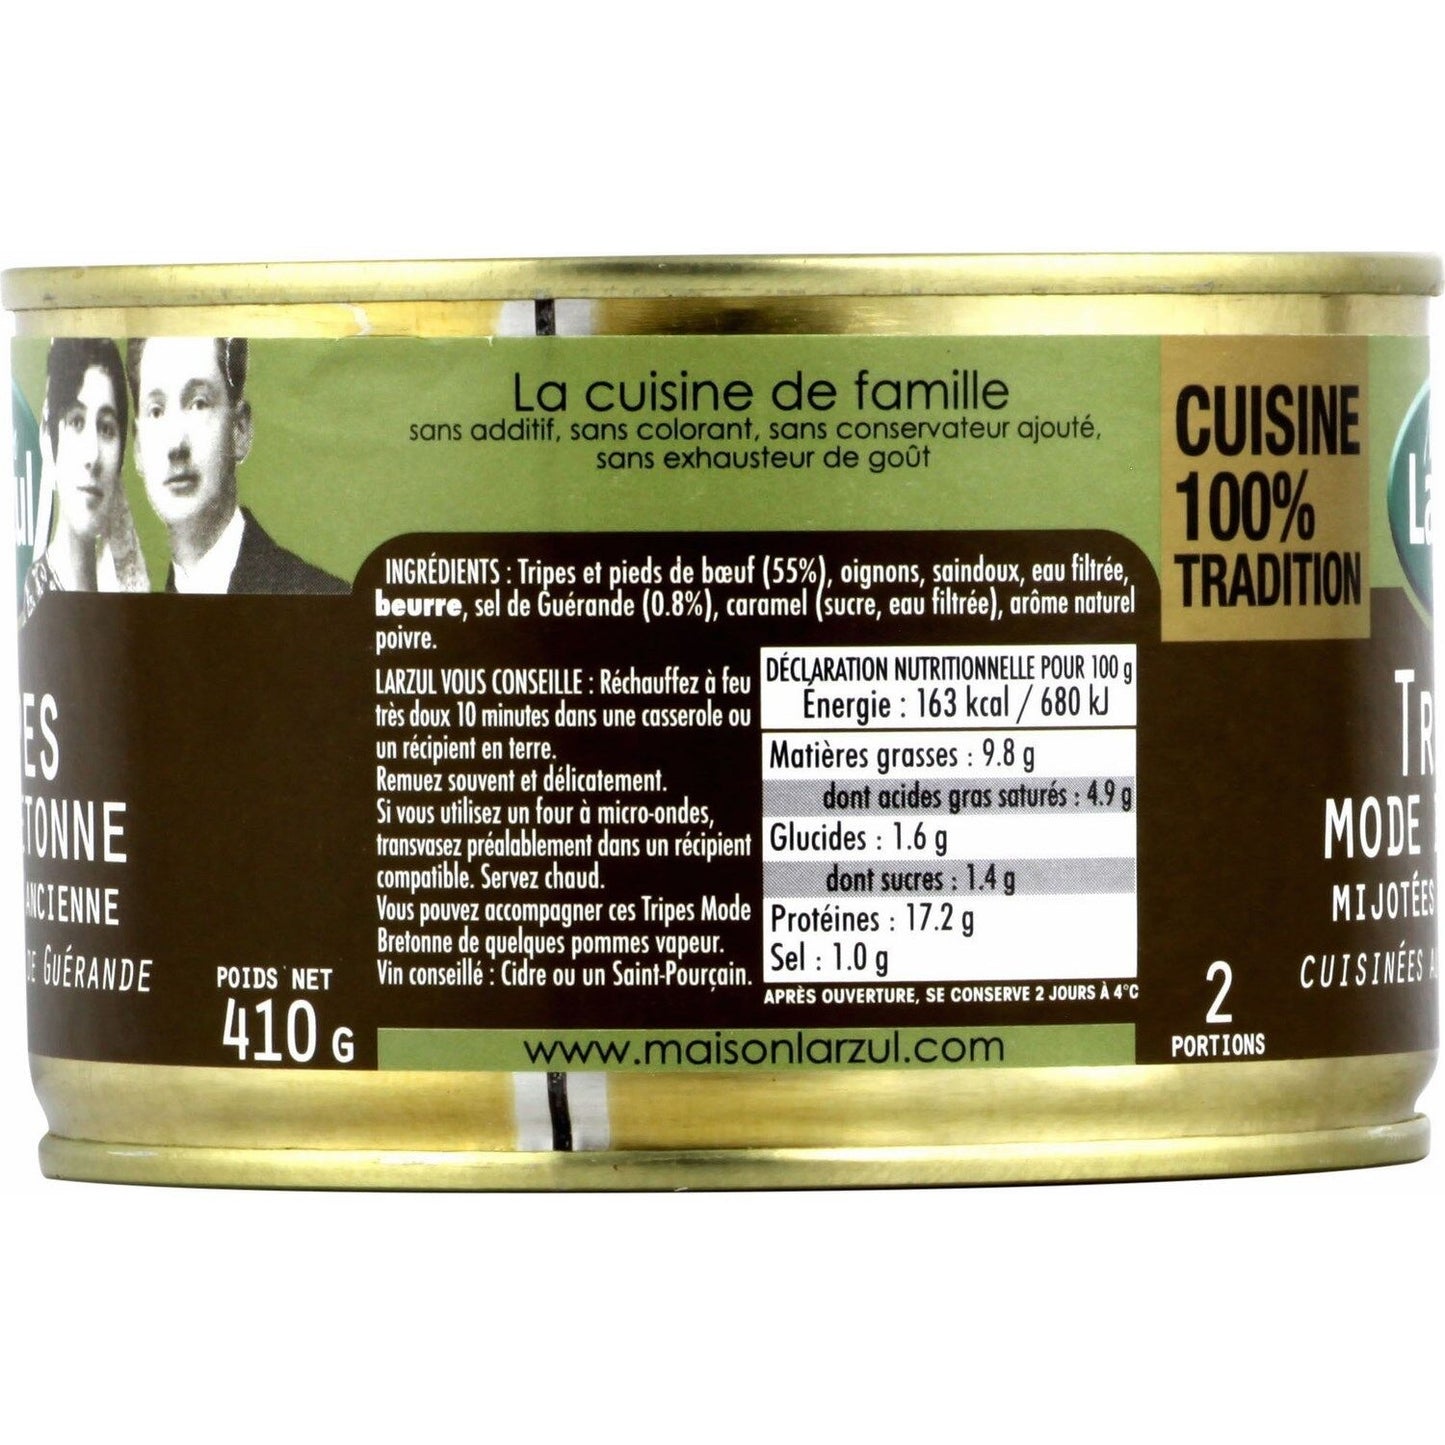 La cuisine de famille
sans additif, sans colorant, sans conservateur ajouté,
sans exhausteur de goût
CUISINE
100%
TRADITION
INGRÉDIENTS : Tripes et pieds de bœuf (55%), oignons, saindoux, eau filtrée,
beurre, sel de Guérande (0.8%), caramel (sucre, eau filtrée), arôme naturel
poivre.
LARZUL VOUS CONSEILLE : Réchauffez à feu
très doux 10 minutes dans une casserole ou
un récipient en terre.
Remuez souvent et délicatement.
Si vous utilisez un four à micro-ondes,
transvasez préalablement dans un récipient
compatible. Servez chaud.
Vous pouvez accompagner ces Tripes Mode
Bretonne de quelques pommes vapeur.
Vin conseillé : Cidre ou un Saint-Pourçain.
DÉCLARATION NUTRITIONNELLE POUR 100 g
Energie : 163 kcal / 680 kJ
Matières grasses : 9.8 g
dont acides gras saturés : 4.9 g
Glucides : 1.6 g
dont sucres : 1.4 g
Protéines : 17.2 g
Sel : 1.0 g
APRÈS OUVERTURE, SE CONSERVE 2 JOURS À 4°C
www.maisonlarzul.com
ES
ETONNE
ANCIENNE
DE GUÉRANDE
POIDS NET
410 G
2
PORTIONS
TR
MODE
MIJOTÉES
CUISINÉES